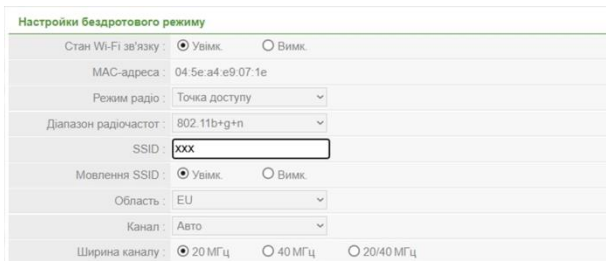 Настройки бездротового режиму
Стан Wi-Fi зв'язку : Увімк. Вимк.
MAC-адреса : 04:5e:a4:e9:07:1e
Режим радіо : Точка доступу
Діапазон радіочастот : 802.11b+g+n
SSID : xxx
Мовлення SSID : Увімк. Вимк.
Область : EU
Канал : Авто
Ширина каналу : 20 МГц 40 МГц 20/40 МГц